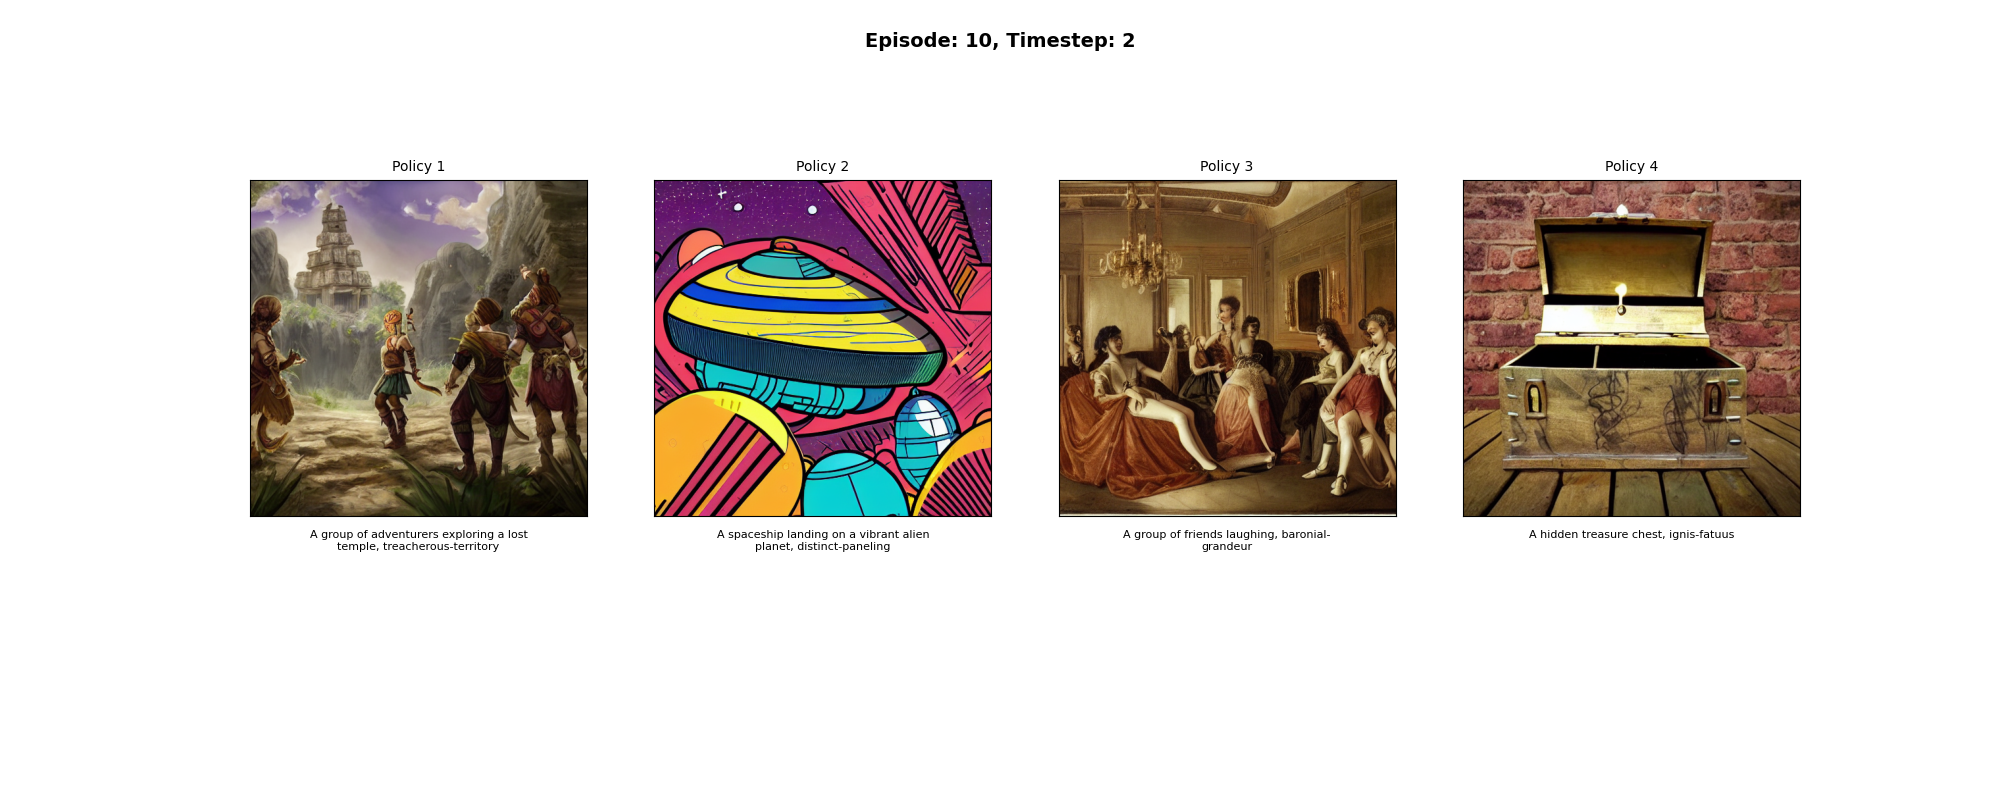 Episode: 10, Timestep: 2
Policy 1
Policy 2
Policy 3
Policy 4
A group of adventurers exploring a lost
temple, treacherous-territory
A spaceship landing on a vibrant alien
planet, distinct-paneling
A group of friends laughing, baronial-
grandeur
A hidden treasure chest, ignis-fatuus